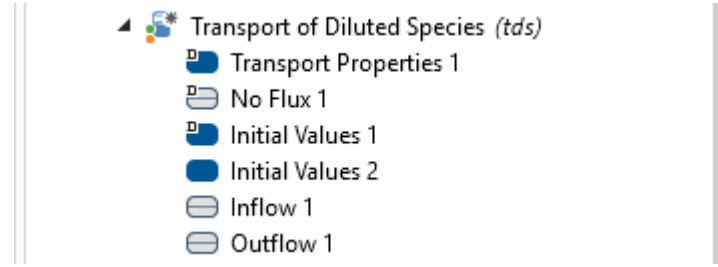 Transport of Diluted Species (tds)
D Transport Properties 1
D No Flux 1
D Initial Values 1
Initial Values 2
Inflow 1
Outflow 1